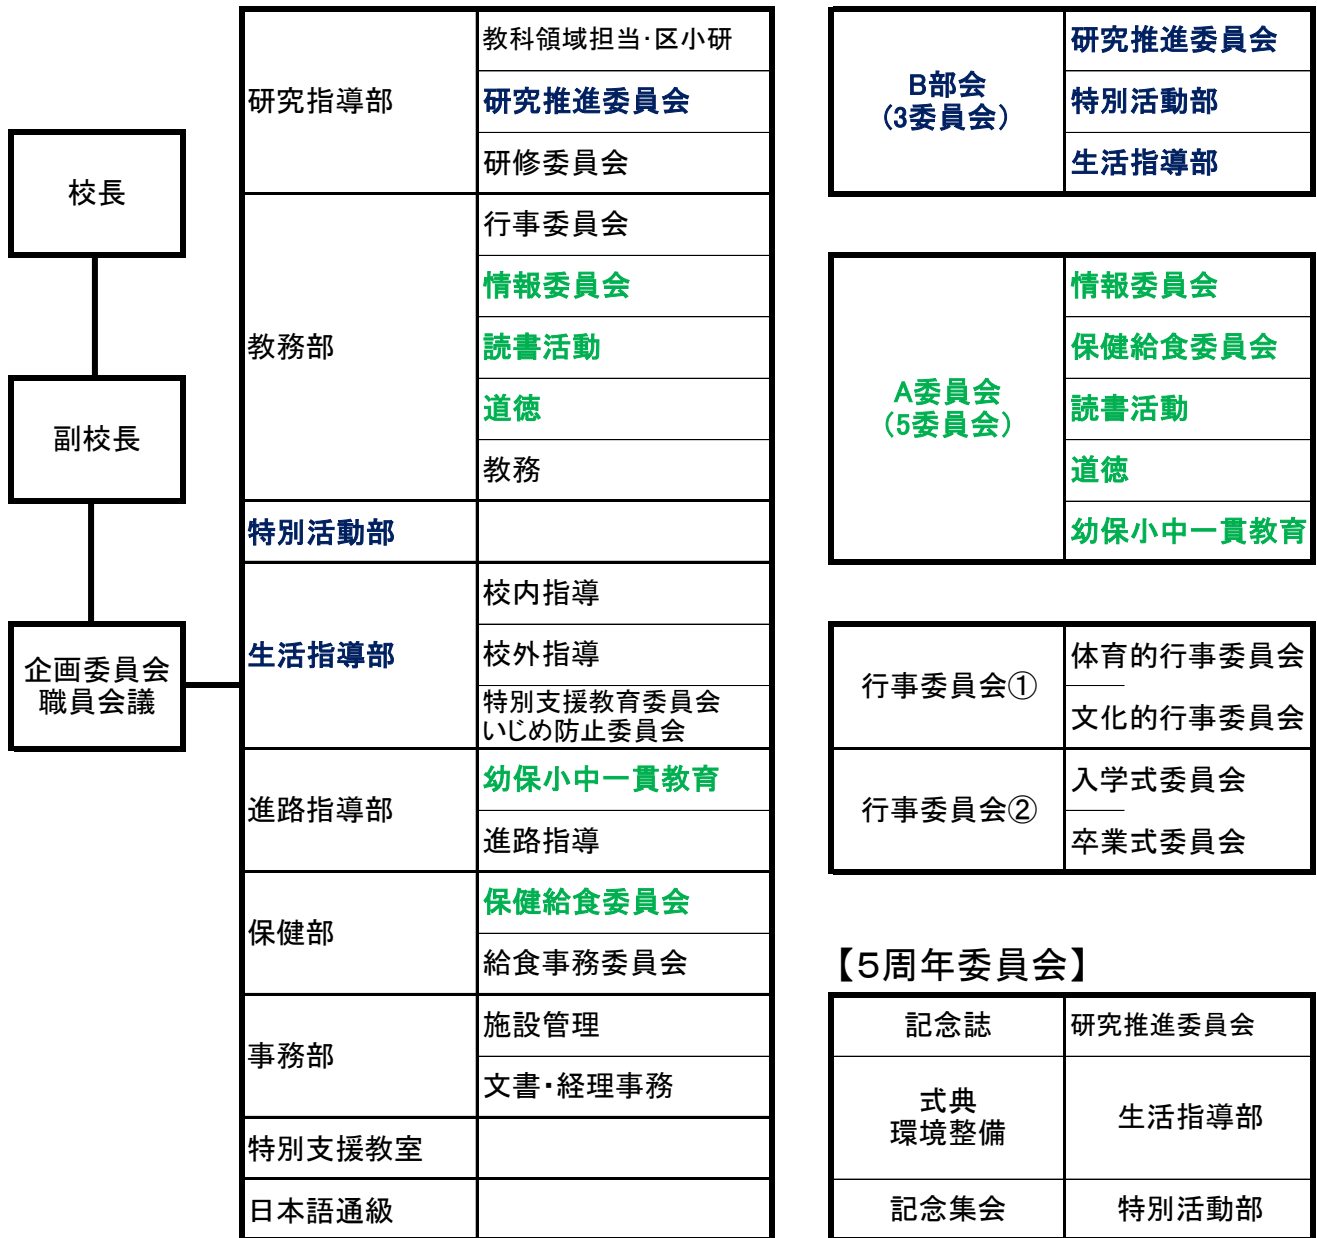 校長
副校長
企画委員会
職員会議
研究指導部
教科領域担当・区小研
研究推進委員会
研修委員会
教務部
行事委員会
情報委員会
読書活動
道徳
教務
特別活動部
生活指導部
校内指導
校外指導
特別支援教育委員会
いじめ防止委員会
進路指導部
幼保小中一貫教育
進路指導
保健部
保健給食委員会
給食事務委員会
事務部
施設管理
文書・経理事務
特別支援教室
日本語通級
B部会
(3委員会)
研究推進委員会
特別活動部
生活指導部
A委員会
(5委員会)
情報委員会
保健給食委員会
読書活動
道徳
幼保小中一貫教育
行事委員会①
体育的行事委員会
文化的行事委員会
行事委員会②
入学式委員会
卒業式委員会
【５周年委員会】
記念誌
研究推進委員会
式典
環境整備
生活指導部
記念集会
特別活動部